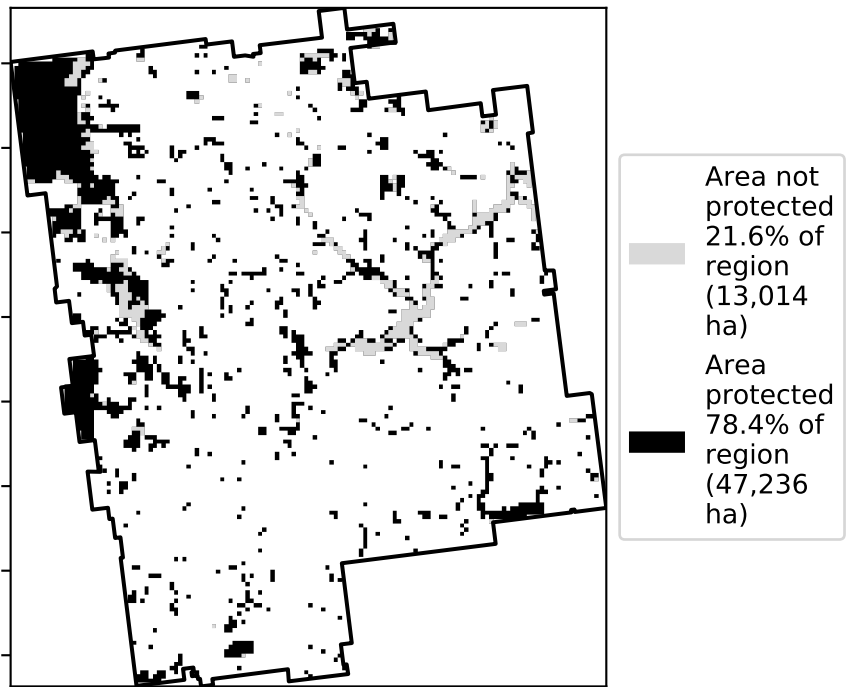 Area not
protected
21.6% of
region
(13,014
ha)
Area
protected
78.4% of
region
(47,236
ha)